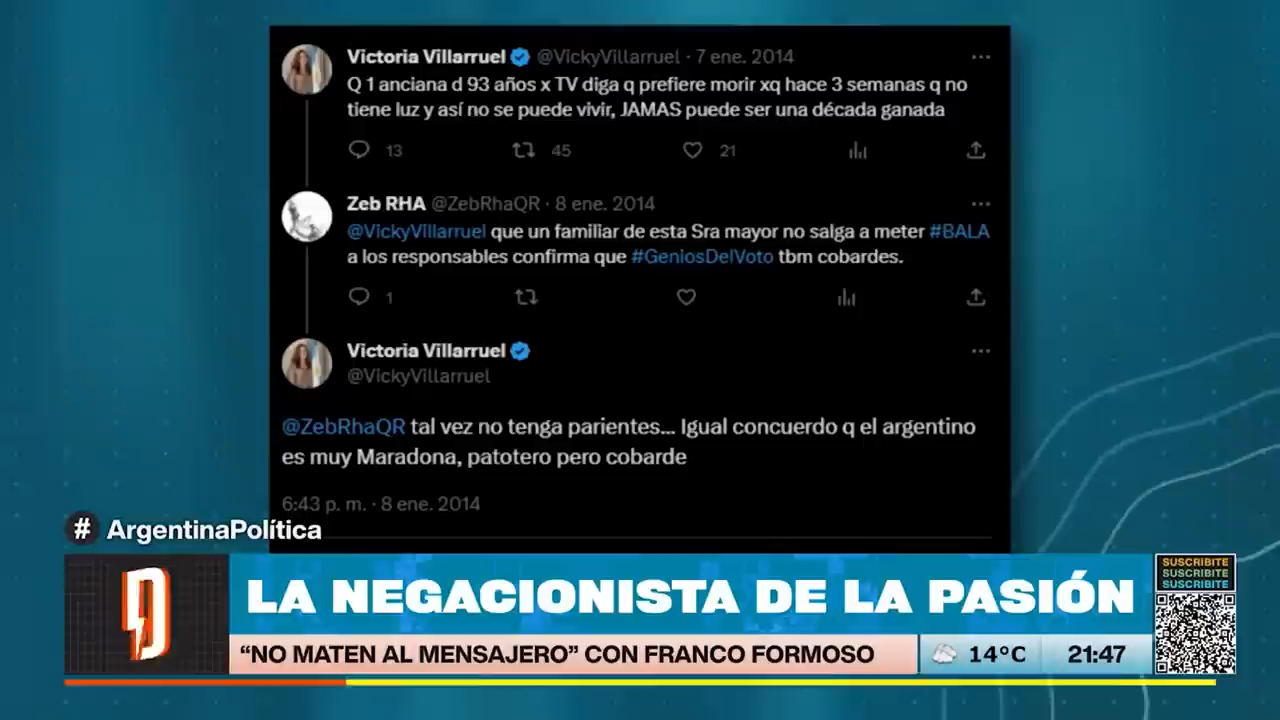 Victoria Villarruel @VickyVillarruel · 7 ene. 2014
Q 1 anciana d 93 años x TV diga q prefiere morir xq hace 3 semanas q no
tiene luz y así no se puede vivir, JAMAS puede ser una década ganada
13 45 21
Zeb RHA @ZebRhaQR · 8 ene. 2014
@VickyVillarruel que un familiar de esta Sra mayor no salga a meter #BALA
a los responsables confirma que #GeniosDelVoto tbm cobardes.
1
Victoria Villarruel
@VickyVillarruel
@ZebRhaQR tal vez no tenga parientes... Igual concuerdo q el argentino
es muy Maradona, patotero pero cobarde
6:43 p. m. · 8 ene. 2014
# ArgentinaPolítica
LA NEGACIONISTA DE LA PASIÓN
“NO MATEN AL MENSAJERO” CON FRANCO FORMOSO
14°C 21:47
SUSCRIBITE
SUSCRIBITE
SUSCRIBITE